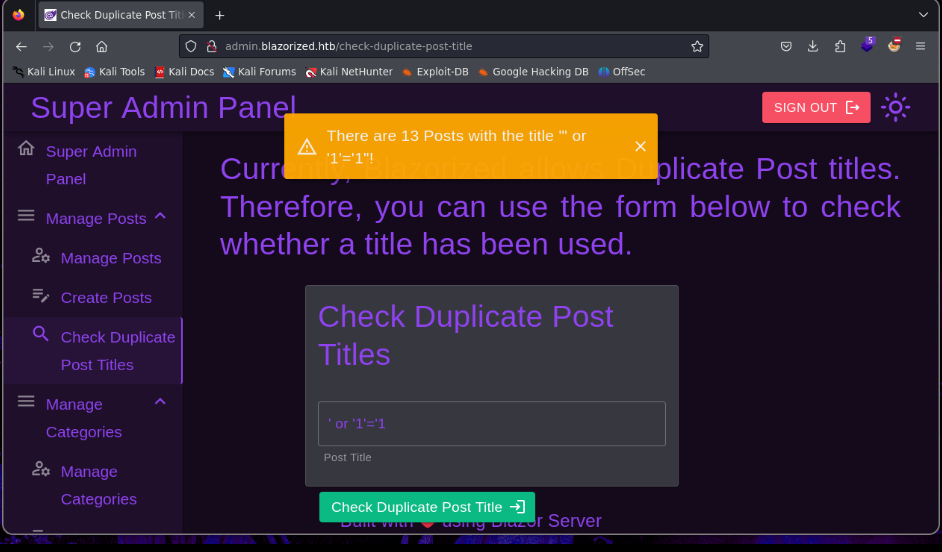 Check Duplicate Post Titl
admin.blazorized.htb/check-duplicate-post-title
5
Kali Linux Kali Tools Kali Docs Kali Forums Kali NetHunter Exploit-DB Google Hacking DB OffSec
Super Admin Panel
SIGN OUT
There are 13 Posts with the title "' or
'1'='1"!
Super Admin
Panel
Manage Posts
Manage Posts
Create Posts
Check Duplicate
Post Titles
Manage
Categories
Manage
Categories
Currently, Blazorized allows Duplicate Post titles.
Therefore, you can use the form below to check
whether a title has been used.
Check Duplicate Post
Titles
' or '1'='1
Post Title
Check Duplicate Post Title
Built with using Blazor Server